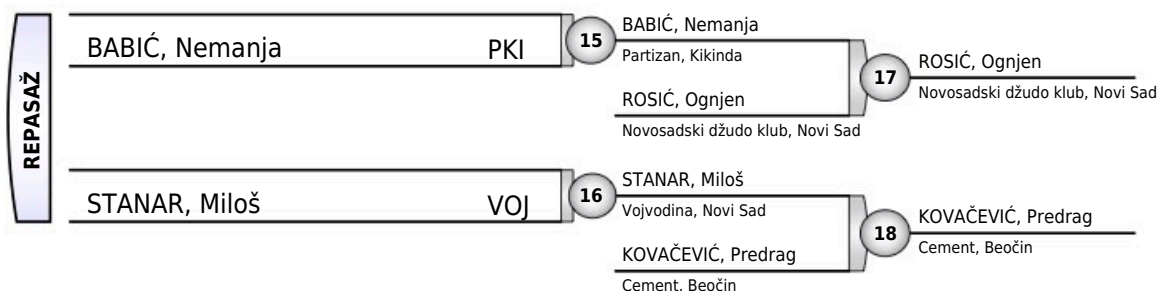 REPASAŽ
BABIĆ, Nemanja PKI
15
BABIĆ, Nemanja
Partizan, Kikinda
ROSIĆ, Ognjen
Novosadski džudo klub, Novi Sad
17
ROSIĆ, Ognjen
Novosadski džudo klub, Novi Sad
STANAR, Miloš VOJ
16
STANAR, Miloš
Vojvodina, Novi Sad
KOVAČEVIĆ, Predrag
Cement, Beočin
18
KOVAČEVIĆ, Predrag
Cement, Beočin